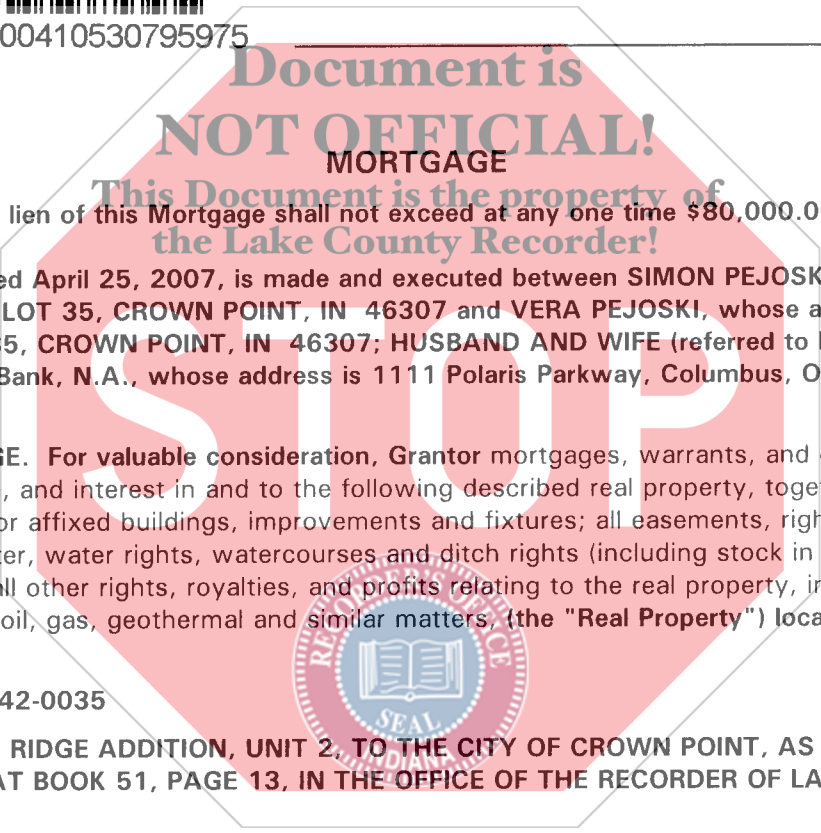 00410530795975
Document is
NOT OFFICIAL!
MORTGAGE
This Document is the property of
lien of this Mortgage shall not exceed at any one time $80,000.0
the Lake County Recorder!
ed April 25, 2007, is made and executed between SIMON PEJOSK
LOT 35, CROWN POINT, IN 46307 and VERA PEJOSKI, whose a
35, CROWN POINT, IN 46307; HUSBAND AND WIFE (referred to
Bank, N.A., whose address is 1111 Polaris Parkway, Columbus, O
STOP
GE. For valuable consideration, Grantor mortgages, warrants, and
, and interest in and to the following described real property, toge
or affixed buildings, improvements and fixtures; all easements, righ
ter, water rights, watercourses and ditch rights (including stock in
all other rights, royalties, and profits relating to the real property, in
oil, gas, geothermal and similar matters, (the "Real Property") loca
RECORDER'S OFFICE
SEAL
INDIANA
42-0035
RIDGE ADDITION, UNIT 2, TO THE CITY OF CROWN POINT, AS
AT BOOK 51, PAGE 13, IN THE OFFICE OF THE RECORDER OF LA